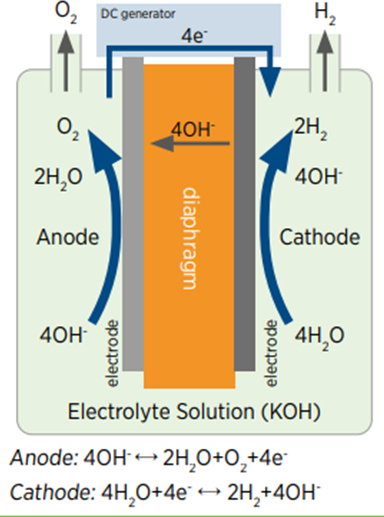 O₂
DC generator
H₂
4e⁻
O₂
4OH⁻
2H₂
2H₂O
4OH⁻
diaphragm
Anode
Cathode
4OH⁻
electrode
electrode
4H₂O
Electrolyte Solution (KOH)
Anode: 4OH⁻ ↔ 2H₂O+O₂+4e⁻
Cathode: 4H₂O+4e⁻ ↔ 2H₂+4OH⁻